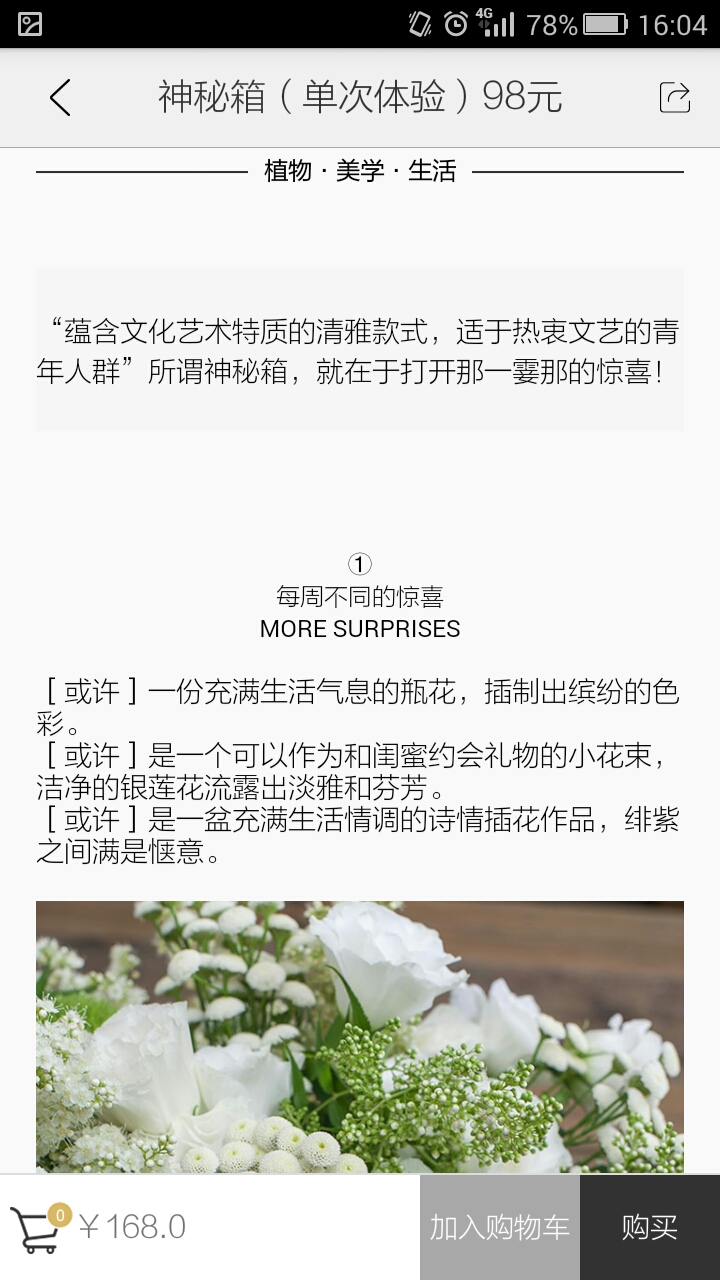 4G 78% 16:04
神秘箱（单次体验）98元
植物·美学·生活
“蕴含文化艺术特质的清雅款式，适于热衷文艺的青
年人群”所谓神秘箱，就在于打开那一霎那的惊喜！
①
每周不同的惊喜
MORE SURPRISES
［或许］一份充满生活气息的瓶花，插制出缤纷的色
彩。
［或许］是一个可以作为和闺蜜约会礼物的小花束，
洁净的银莲花流露出淡雅和芬芳。
［或许］是一盆充满生活情调的诗情插花作品，绯紫
之间满是惬意。
0 ￥168.0 加入购物车 购买